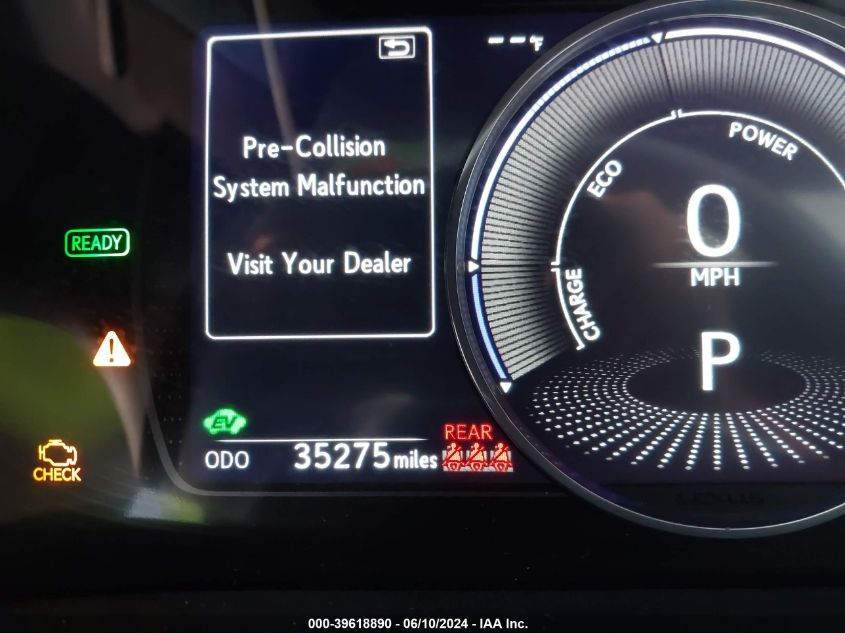 Pre-Collision
System Malfunction
Visit Your Dealer
--°F
READY
EV
CHECK
ODO 35275 miles
REAR
CHARGE
ECO
POWER
0
MPH
P
LEXUS
000-39618890 - 06/10/2024 - IAA Inc.